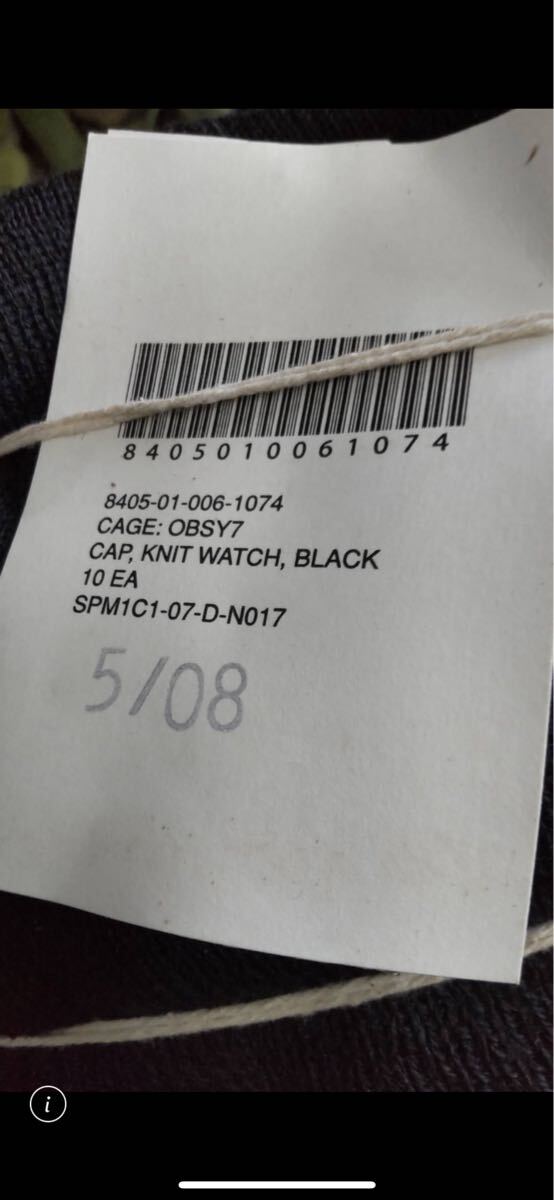 8405010061074
8405-01-006-1074
CAGE: OBSY7
CAP, KNIT WATCH, BLACK
10 EA
SPM1C1-07-D-N017
5/08
i